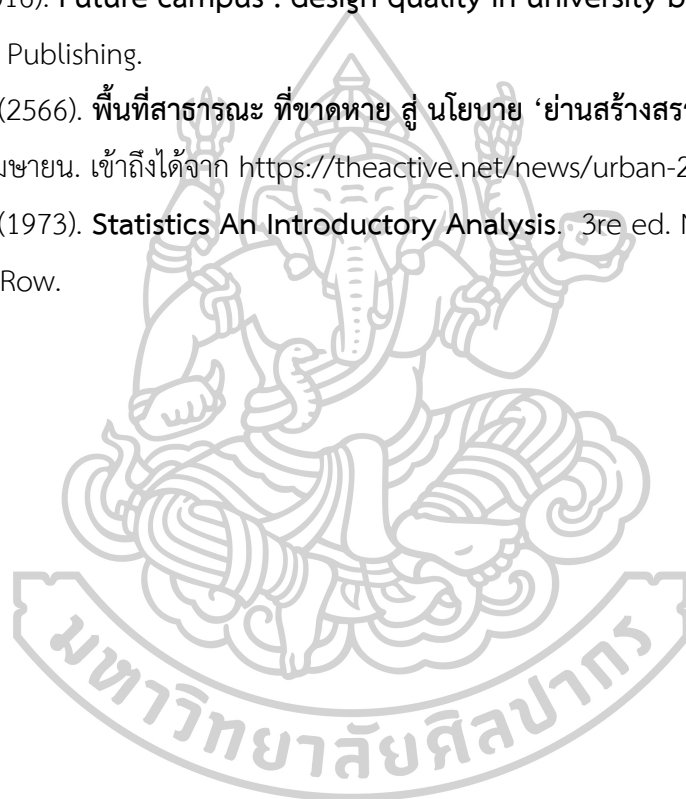 016). Future campus : design quality in university b
Publishing.
(2566). พื้นที่สาธารณะ ที่ขาดหาย สู่ นโยบาย ‘ย่านสร้างสรร
มษายน. เข้าถึงได้จาก https://theactive.net/news/urban-2
(1973). Statistics An Introductory Analysis. 3re ed. N
Row.
มหาวิทยาลัยศิลปากร